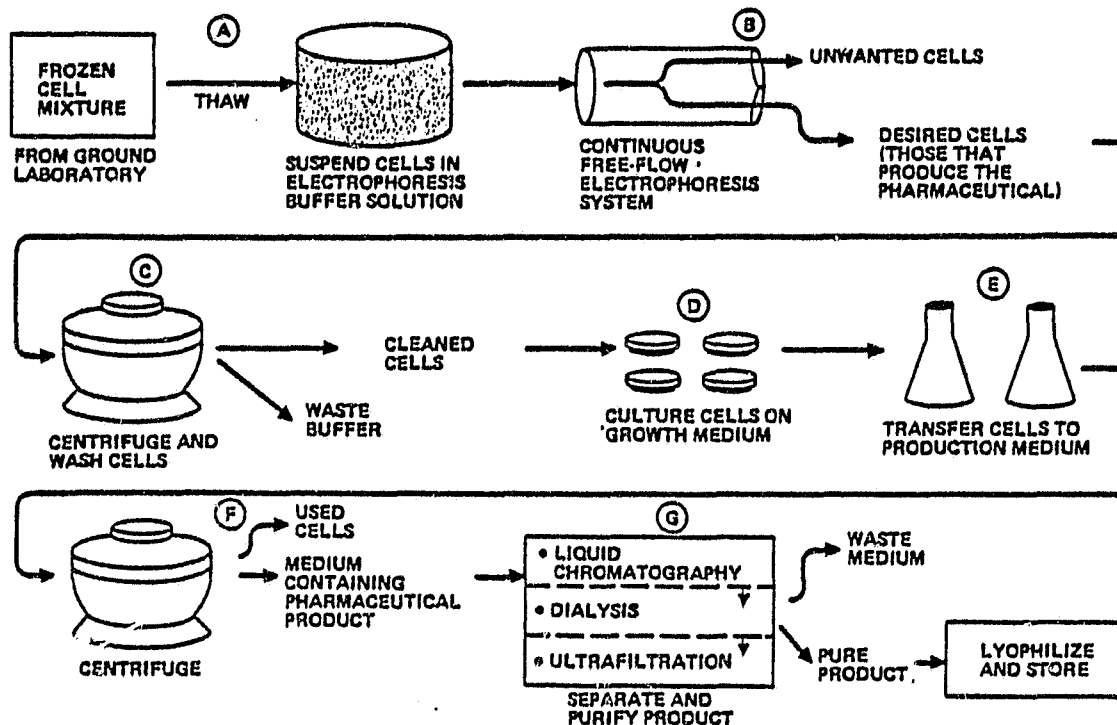 A
FROZEN
CELL
MIXTURE
THAW
FROM GROUND
LABORATORY
SUSPEND CELLS IN
ELECTROPHORESIS
BUFFER SOLUTION
B
UNWANTED CELLS
CONTINUOUS
FREE-FLOW
ELECTROPHORESIS
SYSTEM
DESIRED CELLS
(THOSE THAT
PRODUCE THE
PHARMACEUTICAL)
C
CENTRIFUGE AND
WASH CELLS
CLEANED
CELLS
WASTE
BUFFER
D
CULTURE CELLS ON
GROWTH MEDIUM
E
TRANSFER CELLS TO
PRODUCTION MEDIUM
F
USED
CELLS
MEDIUM
CONTAINING
PHARMACEUTICAL
PRODUCT
CENTRIFUGE
G
• LIQUID
CHROMATOGRAPHY
• DIALYSIS
• ULTRAFILTRATION
SEPARATE AND
PURIFY PRODUCT
WASTE
MEDIUM
PURE
PRODUCT
LYOPHILIZE
AND STORE